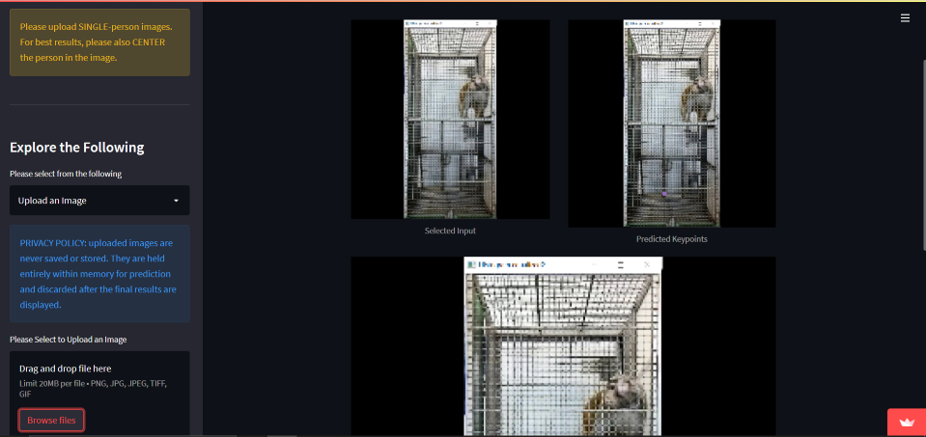 Please upload SINGLE-person images.
For best results, please also CENTER
the person in the image.
Explore the Following
Please select from the following
Upload an Image
PRIVACY POLICY: uploaded images are
never saved or stored. They are held
entirely within memory for prediction
and discarded after the final results are
displayed.
Please Select to Upload an Image
Drag and drop file here
Limit 20MB per file • PNG, JPG, JPEG, TIFF,
GIF
Browse files
Selected Input
Predicted Keypoints